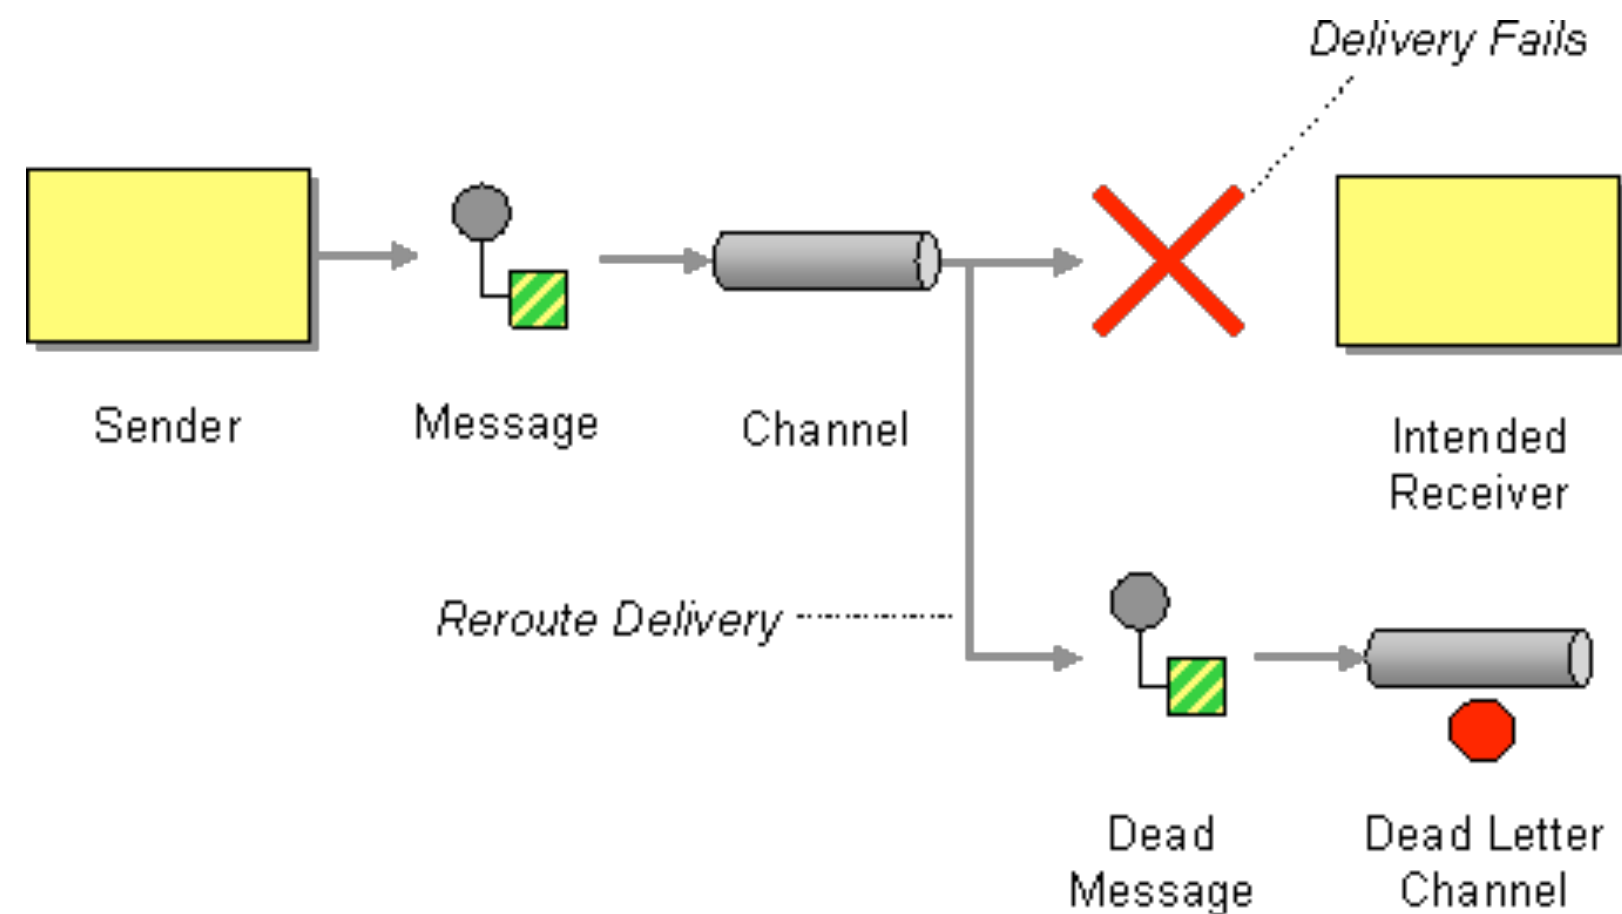 Delivery Fails
Sender
Message
Channel
Intended
Receiver
Reroute Delivery
Dead
Message
Dead Letter
Channel